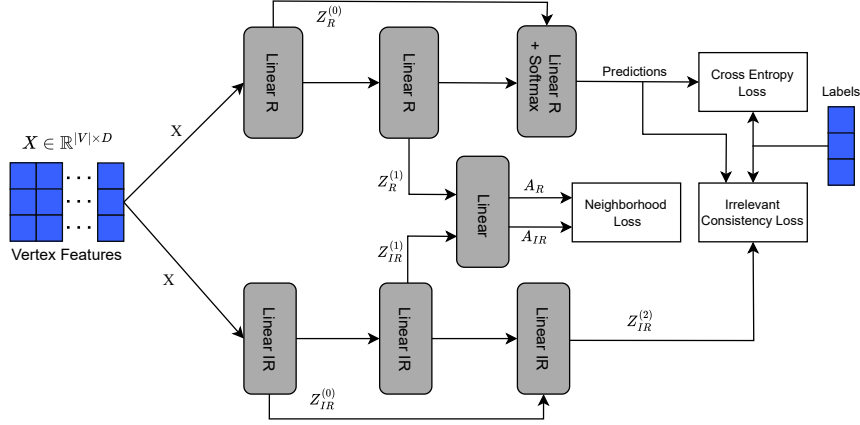 Z_R^{(0)}
Linear R
Linear R
Linear R
+ Softmax
Predictions
Cross Entropy
Loss
Labels
X ∈ ℝ^{|V|×D}
X
· · ·
· · ·
· · ·
Vertex Features
Z_R^{(1)}
Linear
A_R
A_{IR}
Neighborhood
Loss
Irrelevant
Consistency Loss
Z_{IR}^{(1)}
X
Linear IR
Linear IR
Linear IR
Z_{IR}^{(2)}
Z_{IR}^{(0)}